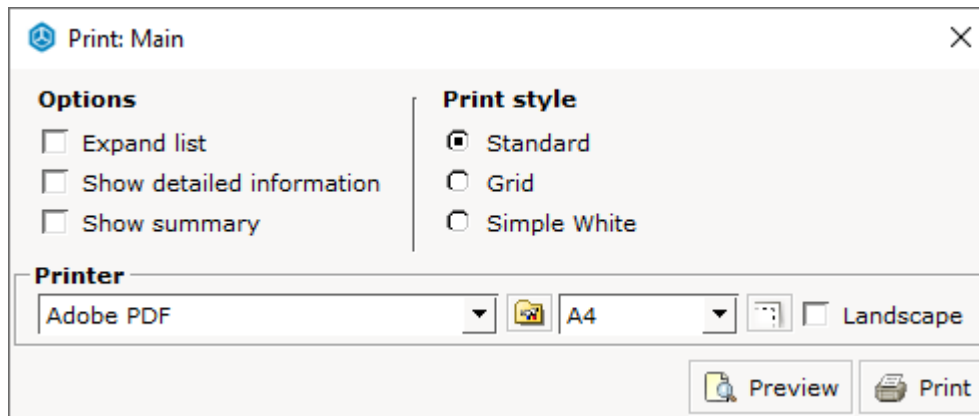 Print: Main
Options
Expand list
Show detailed information
Show summary
Print style
Standard
Grid
Simple White
Printer
Adobe PDF
A4
Landscape
Preview
Print